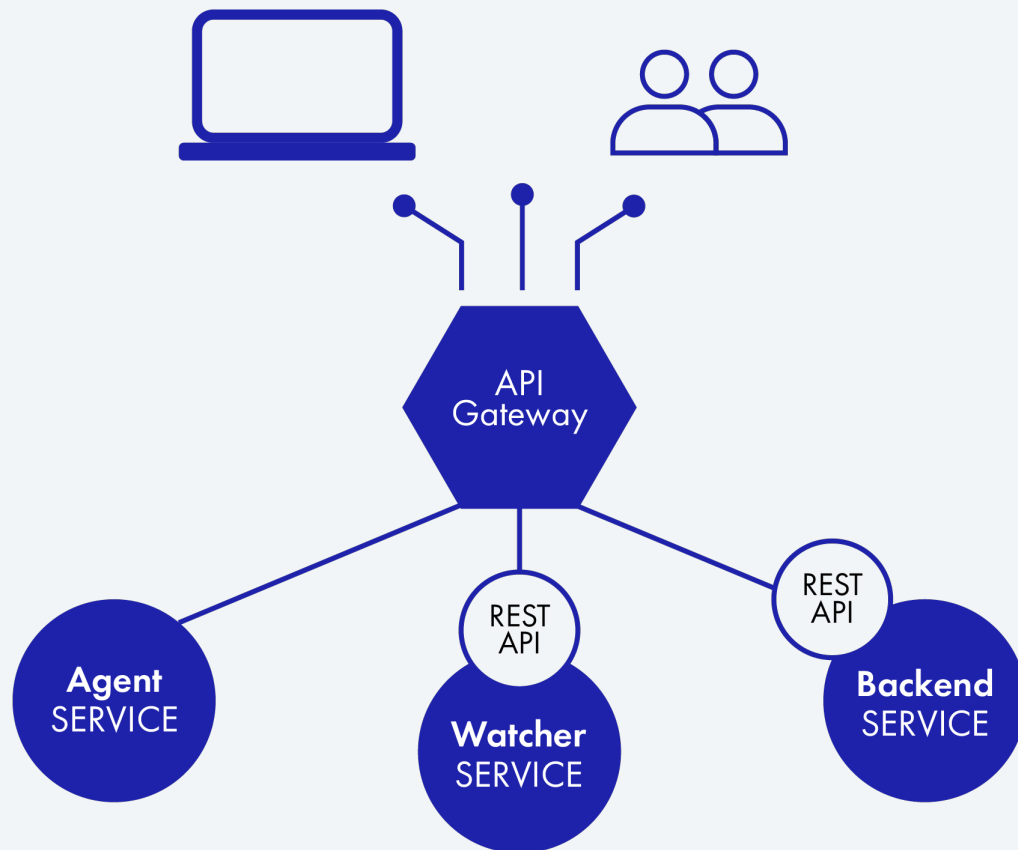 API
Gateway
REST
API
REST
API
Agent
SERVICE
Watcher
SERVICE
Backend
SERVICE